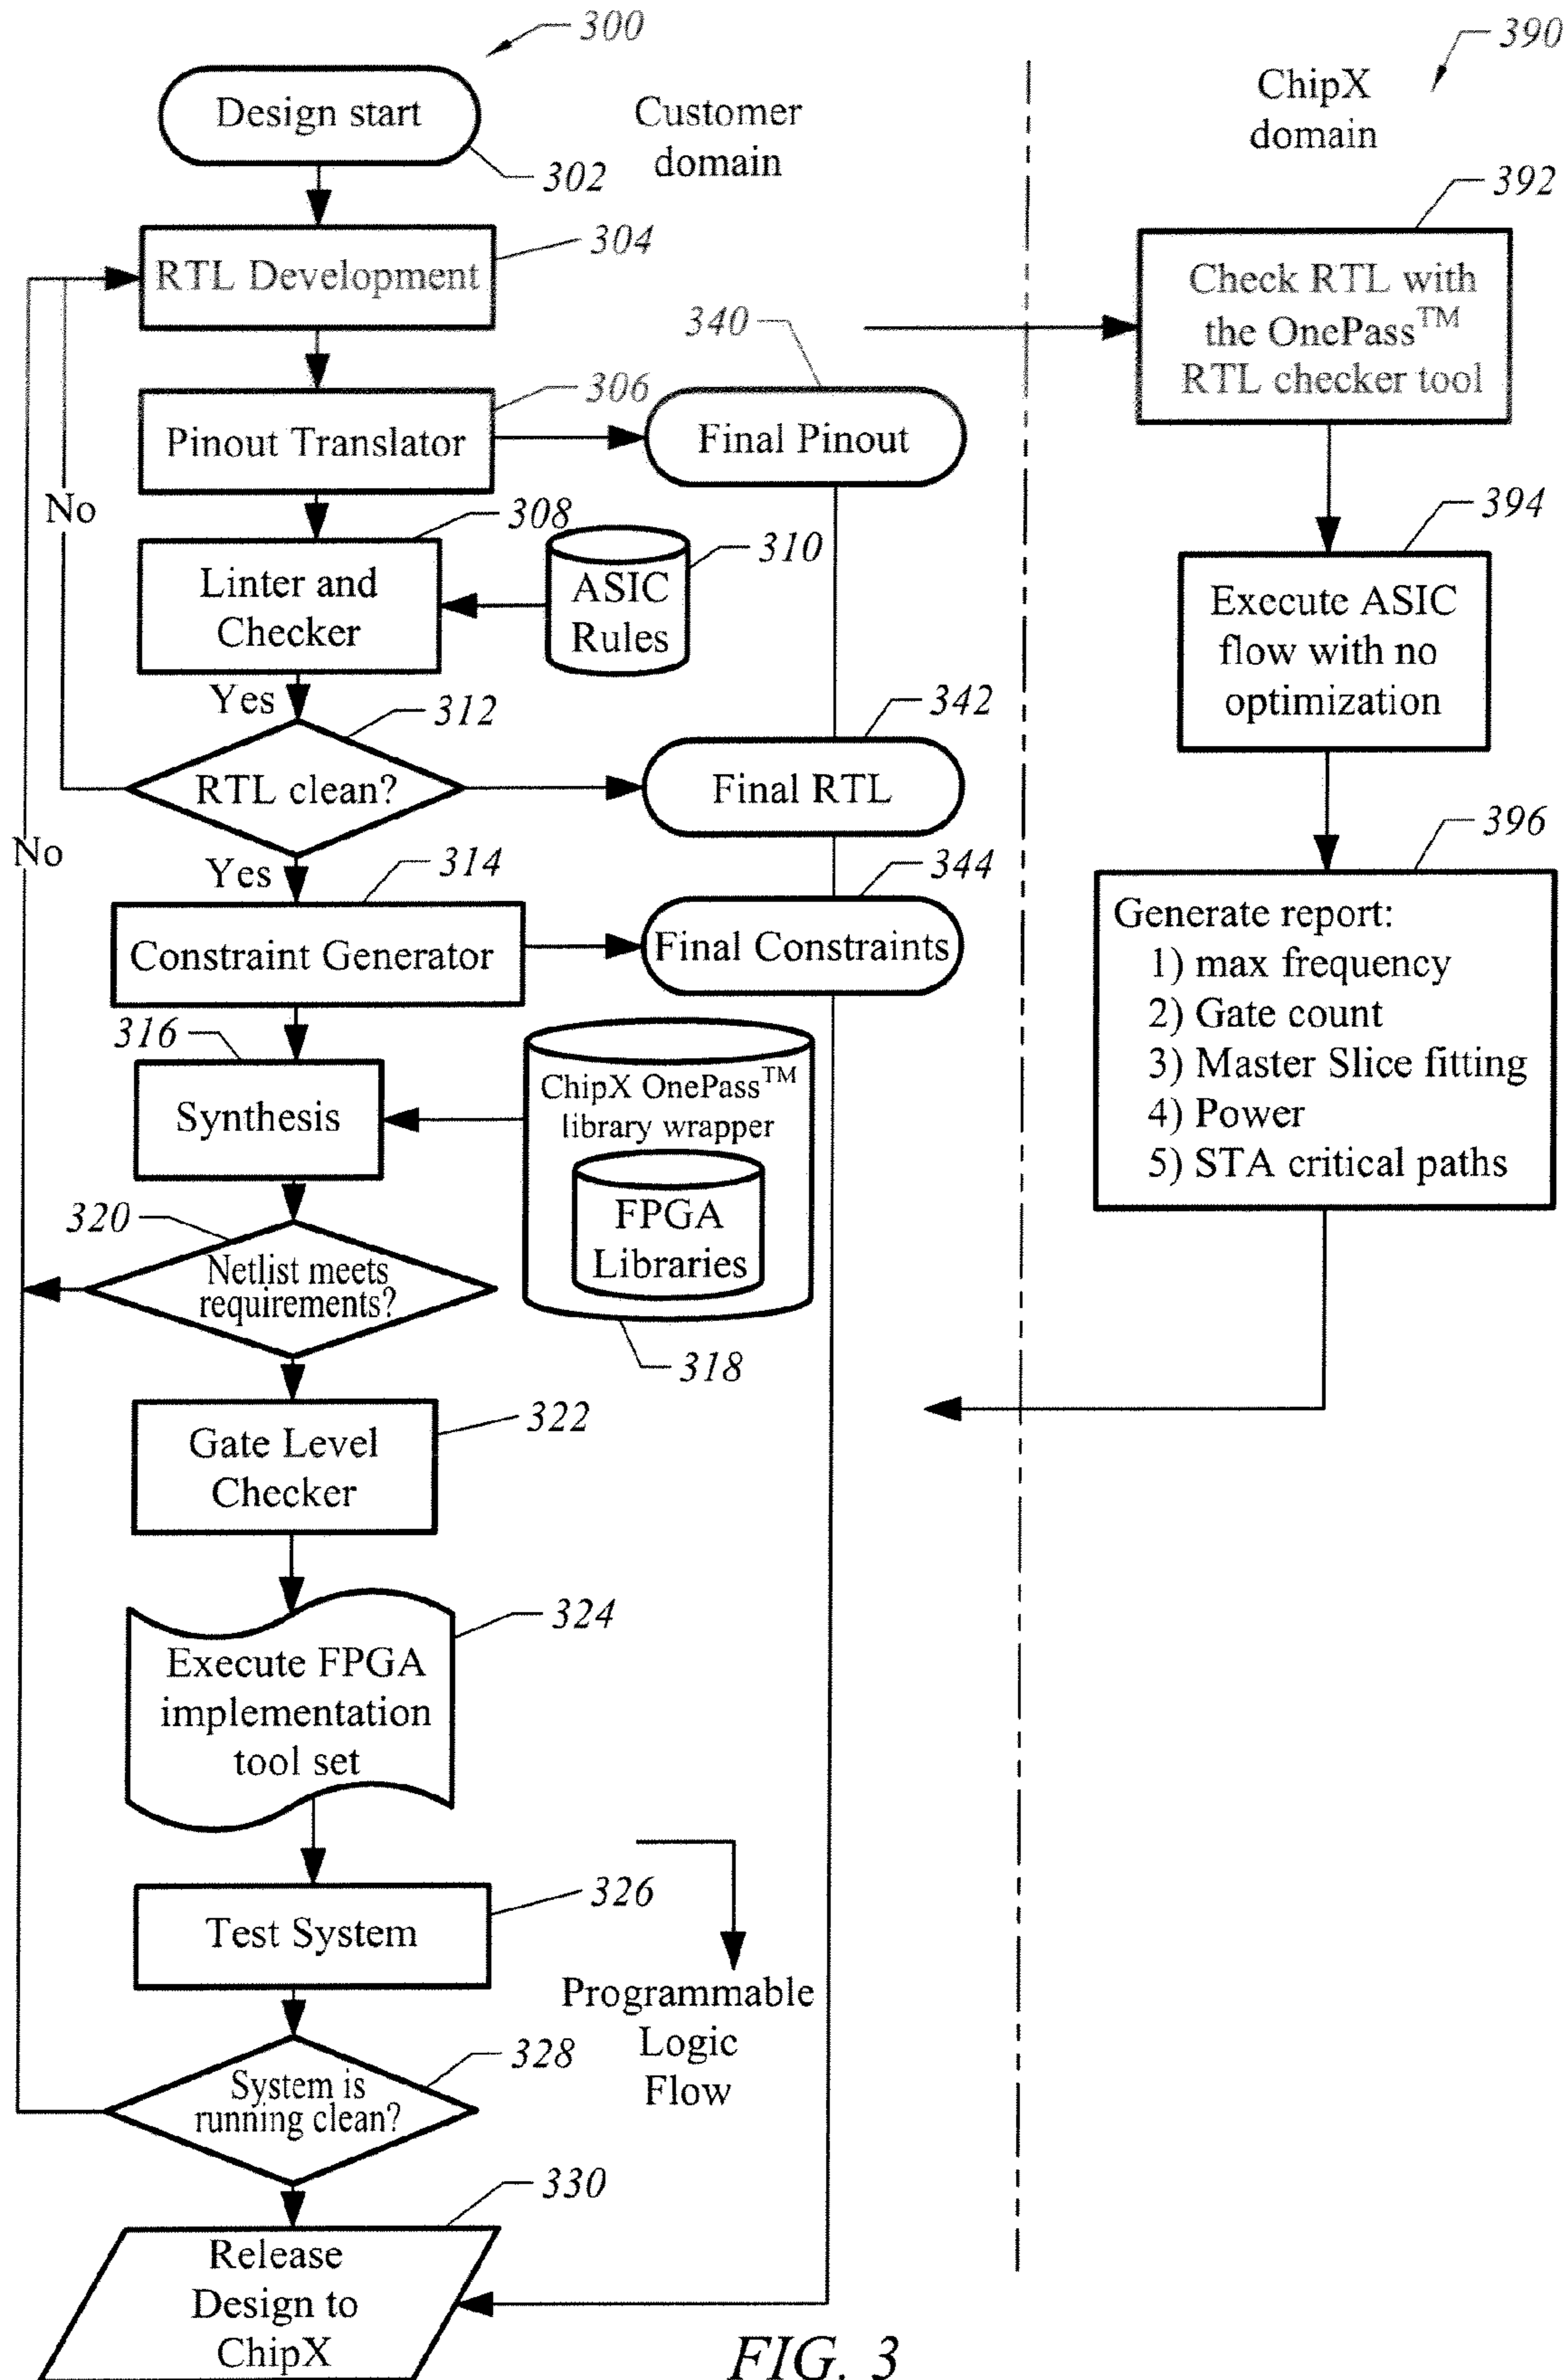 300
390
Design start
302
Customer
domain
ChipX
domain
392
304
RTL Development
Check RTL with
the OnePass™
RTL checker tool
340
306
Pinout Translator
Final Pinout
No
308
310
Linter and
Checker
ASIC
Rules
394
Execute ASIC
flow with no
optimization
Yes
312
342
RTL clean?
Final RTL
No
Yes
314
344
Constraint Generator
Final Constraints
396
Generate report:
1) max frequency
2) Gate count
3) Master Slice fitting
4) Power
5) STA critical paths
316
Synthesis
ChipX OnePass™
library wrapper
FPGA
Libraries
318
320
Netlist meets
requirements?
322
Gate Level
Checker
324
Execute FPGA
implementation
tool set
326
Test System
Programmable
Logic
Flow
328
System is
running clean?
330
Release
Design to
ChipX
FIG. 3